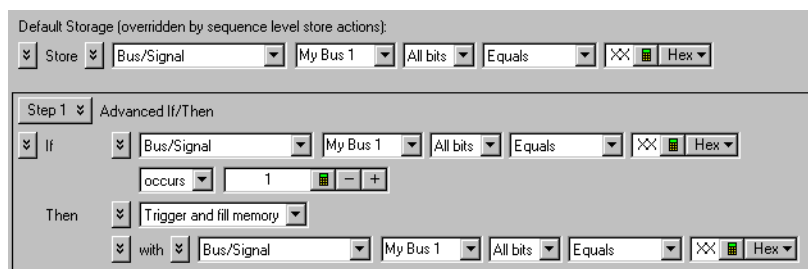 Default Storage (overridden by sequence level store actions):
Store Bus/Signal My Bus 1 All bits Equals XX Hex
Step 1 Advanced If/Then
If Bus/Signal My Bus 1 All bits Equals XX Hex
occurs 1 − +
Then Trigger and fill memory
with Bus/Signal My Bus 1 All bits Equals XX Hex